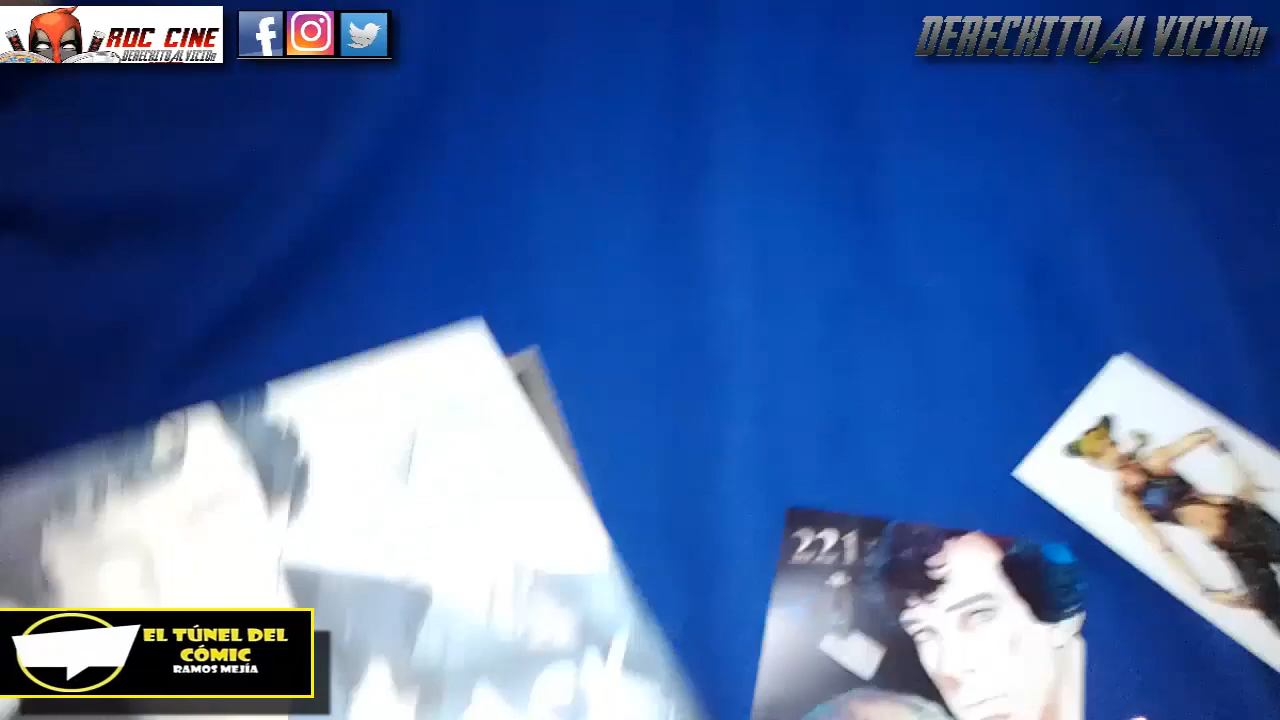 ROC CINE
DERECHITO AL VICIO!!
DERECHITO AL VICIO!!
221
EL TÚNEL DEL
CÓMIC
RAMOS MEJÍA